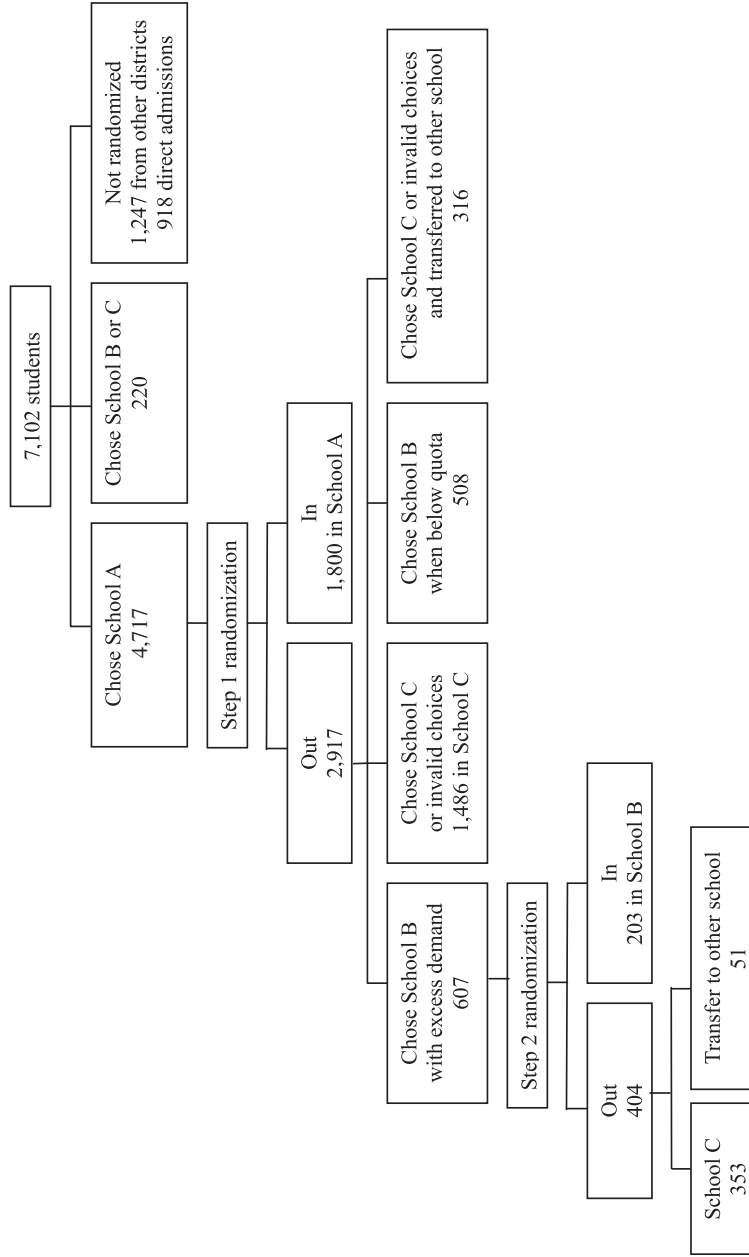 7,102 students
Chose School A
4,717
Chose School B or C
220
Not randomized
1,247 from other districts
918 direct admissions
Step 1 randomization
Out
2,917
In
1,800 in School A
Chose School B
with excess demand
607
Chose School C
or invalid choices
1,486 in School C
Chose School B
when below quota
508
Chose School C or invalid choices
and transferred to other school
316
Step 2 randomization
Out
404
In
203 in School B
School C
353
Transfer to other school
51